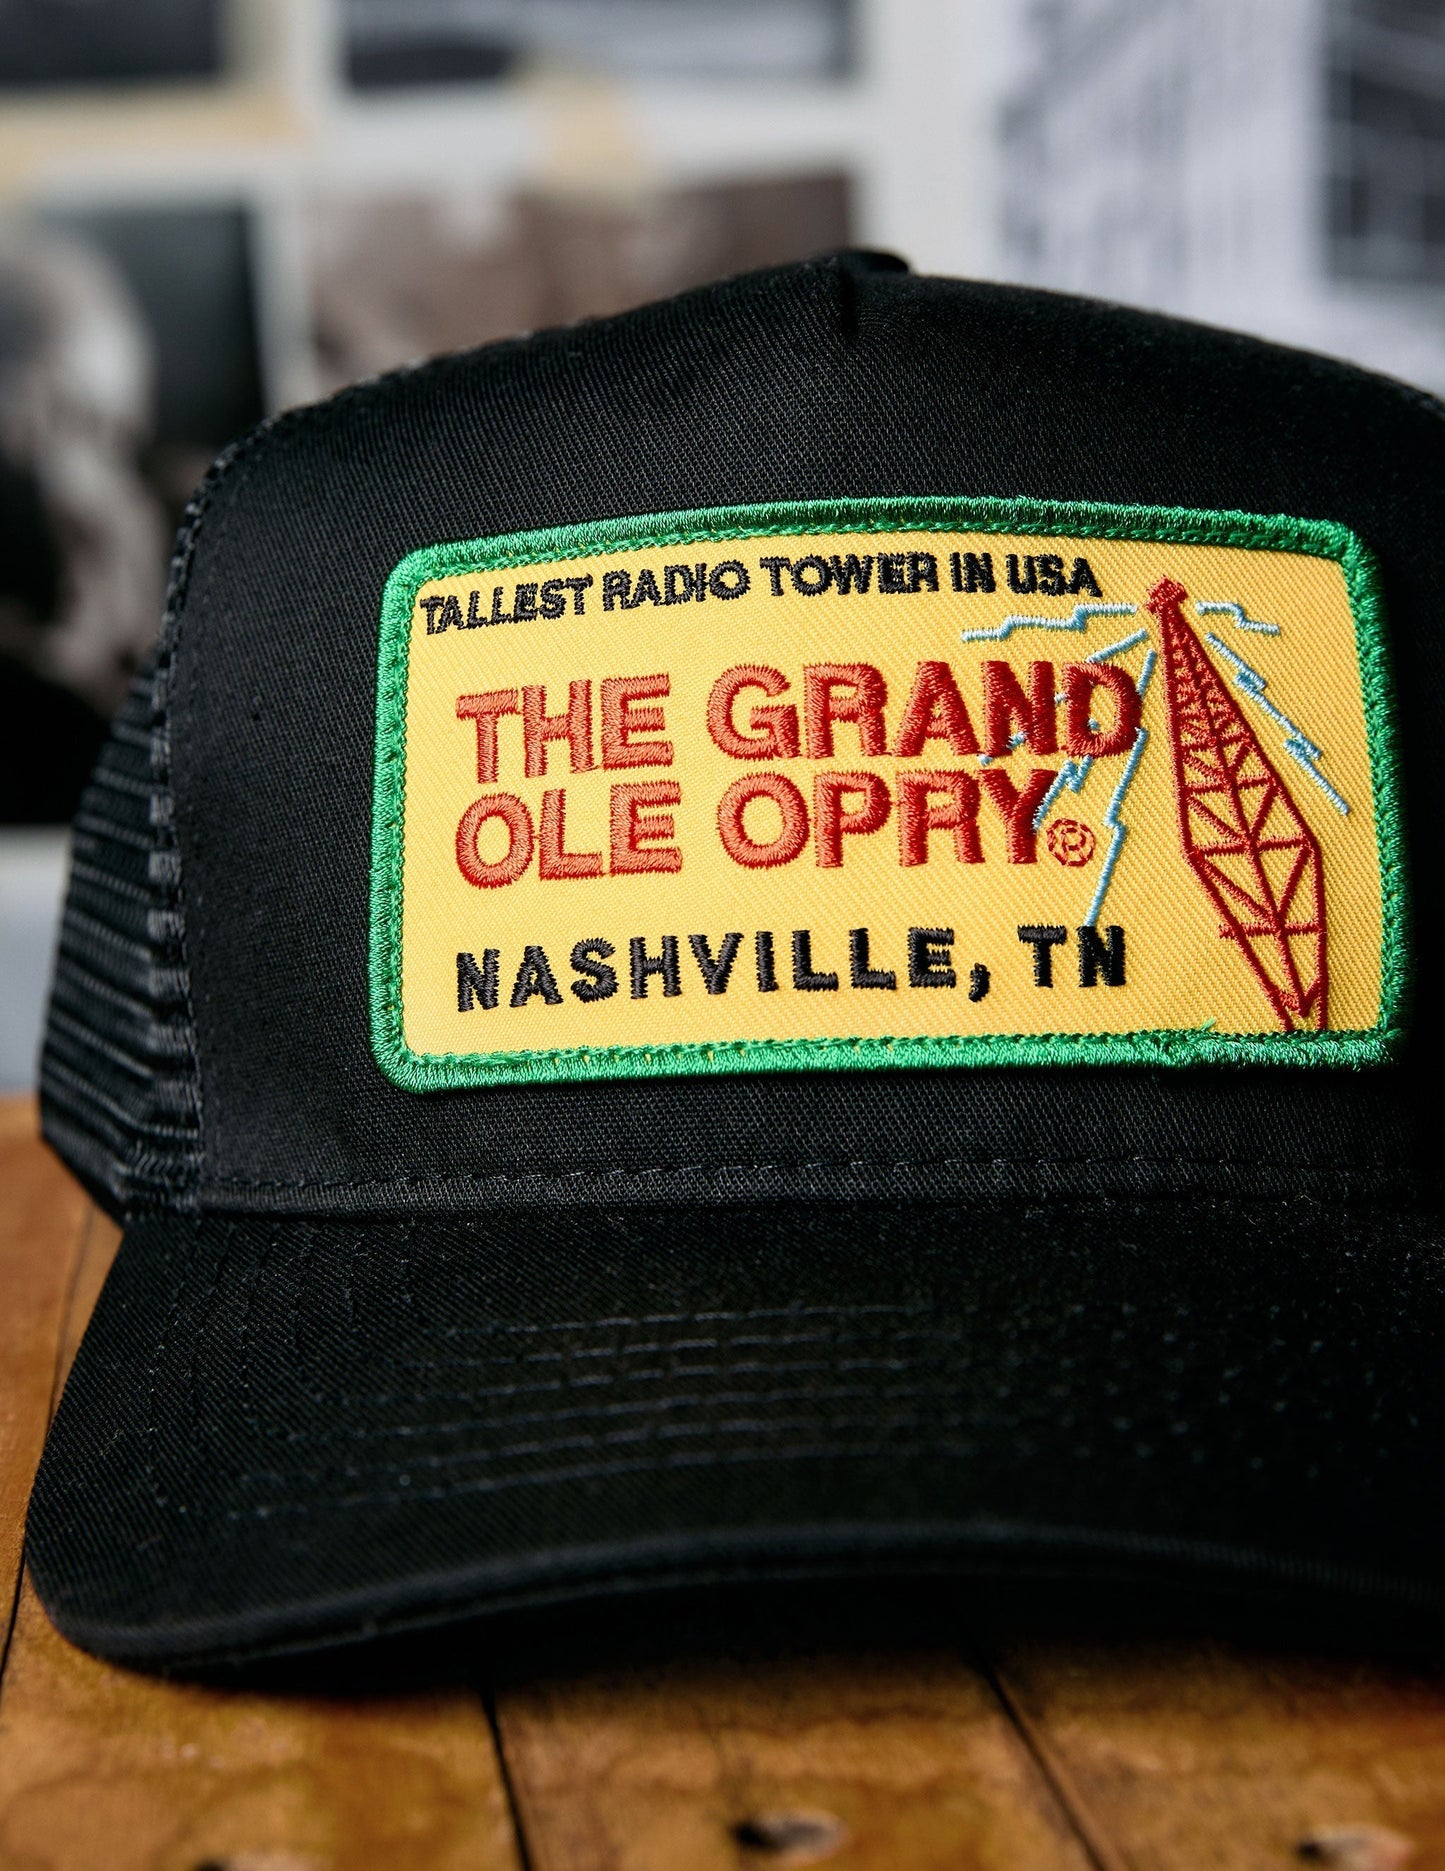 TALLEST RADIO TOWER IN USA
THE GRAND
OLE OPRY®
NASHVILLE, TN